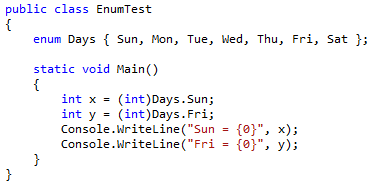 public class EnumTest
{
    enum Days { Sun, Mon, Tue, Wed, Thu, Fri, Sat };
    static void Main()
    {
        int x = (int)Days.Sun;
        int y = (int)Days.Fri;
        Console.WriteLine("Sun = {0}", x);
        Console.WriteLine("Fri = {0}", y);
    }
}